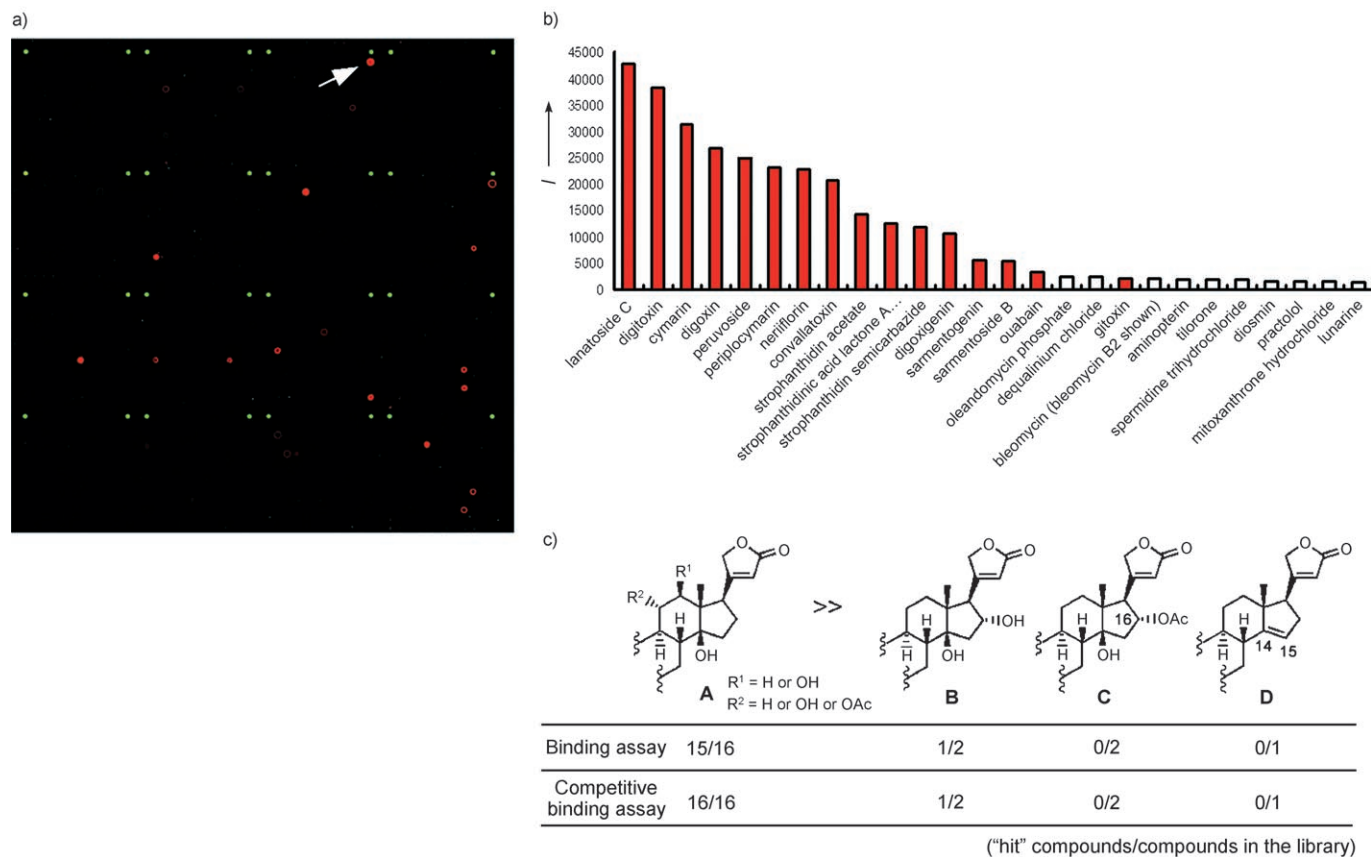 a)
b)
45000
40000
35000
30000
25000
20000
15000
10000
5000
0
I
lanatoside C
digitoxin
cymarin
digoxin
peruvoside
periplocymarin
neriiflorin
convallatoxin
strophanthidin acetate
strophanthidinic acid lactone A...
strophanthidin semicarbazide
digoxigenin
sarmentogenin
sarmentoside B
ouabain
oleandomycin phosphate
dequalinium chloride
gitoxin
bleomycin (bleomycin B2 shown)
aminopterin
tilorone
spermidine trihydrochloride
diosmin
practolol
mitoxanthrone hydrochloride
lunarine
c)
O O
R¹
R²
H
H
OH
A
R¹ = H or OH
R² = H or OH or OAc
>>
O O
H
OH
H
OH
B
O O
H
16
OAc
H
OH
C
O O
H
14
15
H
D
Binding assay 15/16 1/2 0/2 0/1
Competitive
binding assay 16/16 1/2 0/2 0/1
("hit" compounds/compounds in the library)